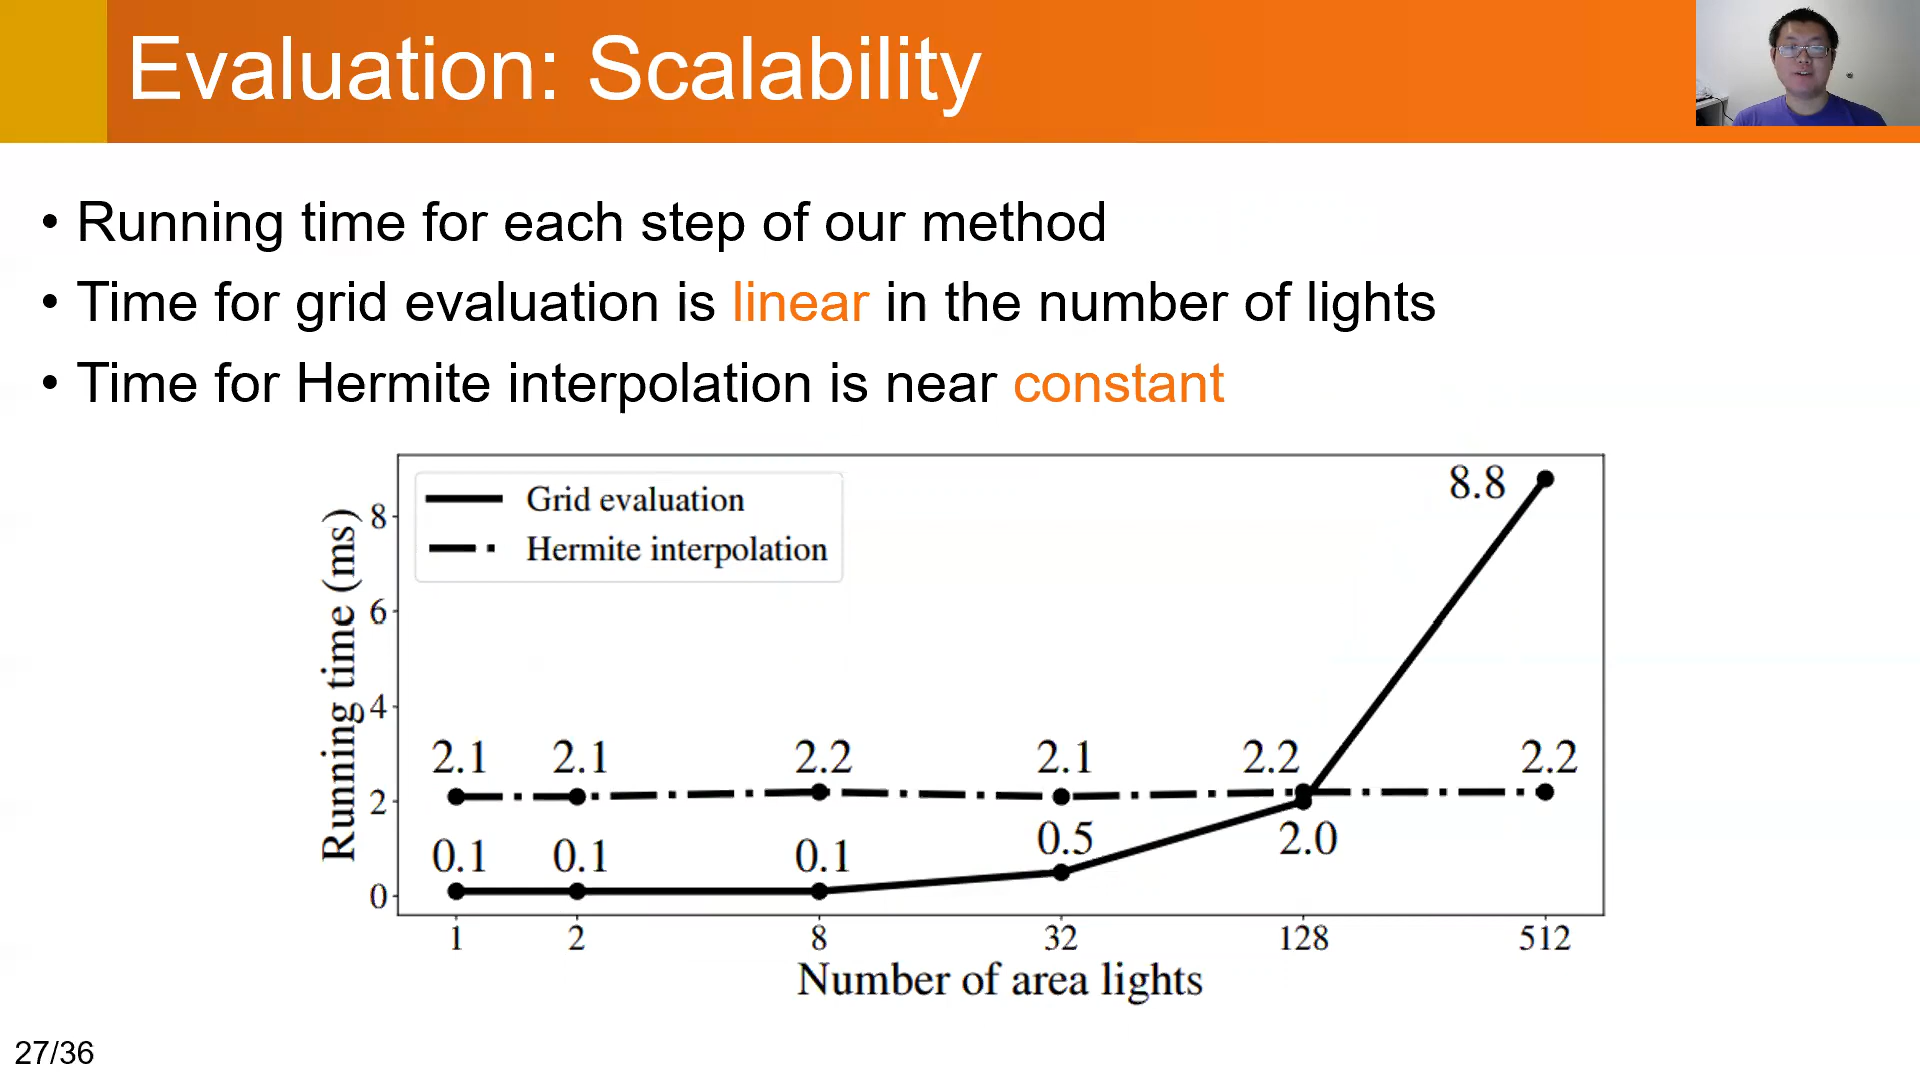 Evaluation: Scalability
• Running time for each step of our method
• Time for grid evaluation is linear in the number of lights
• Time for Hermite interpolation is near constant
Grid evaluation
Hermite interpolation
Running time (ms)
8
6
4
2
0
8.8
2.1 2.1 2.2 2.1 2.2 2.2
0.1 0.1 0.1 0.5 2.0
1 2 8 32 128 512
Number of area lights
27/36